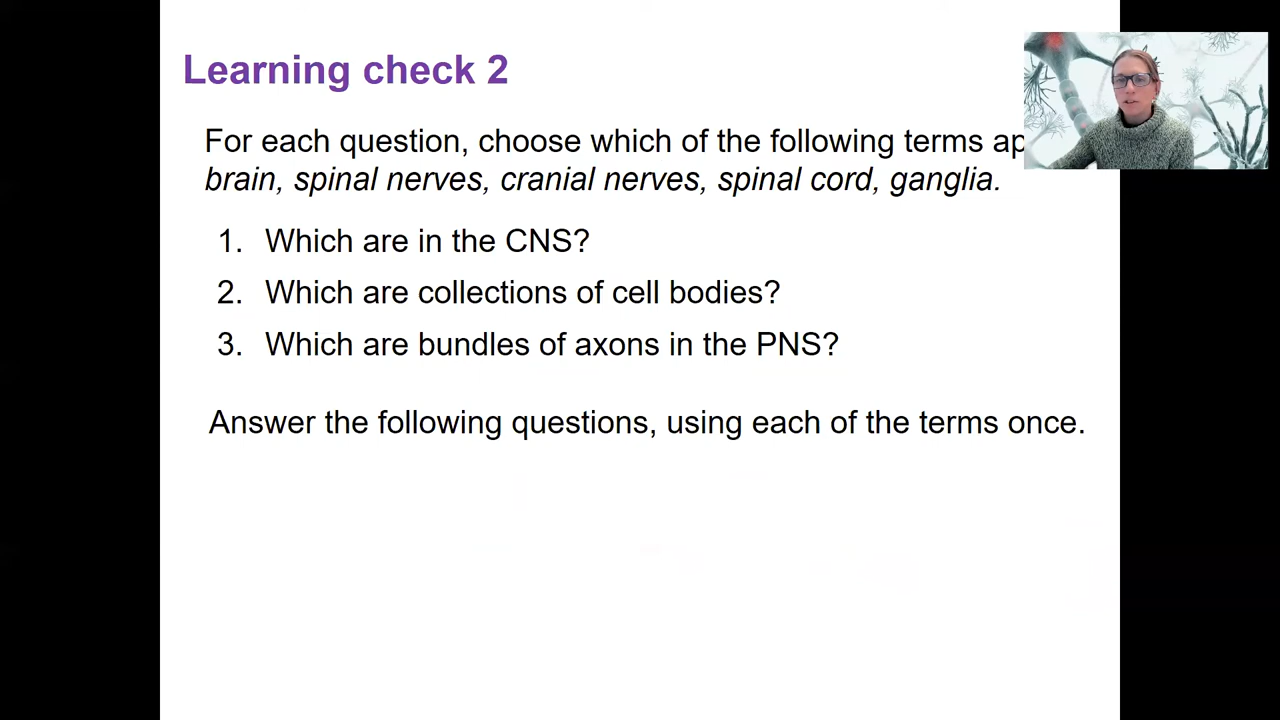 Learning check 2
For each question, choose which of the following terms
brain, spinal nerves, cranial nerves, spinal cord, ganglia.
1. Which are in the CNS?
2. Which are collections of cell bodies?
3. Which are bundles of axons in the PNS?
Answer the following questions, using each of the terms once.